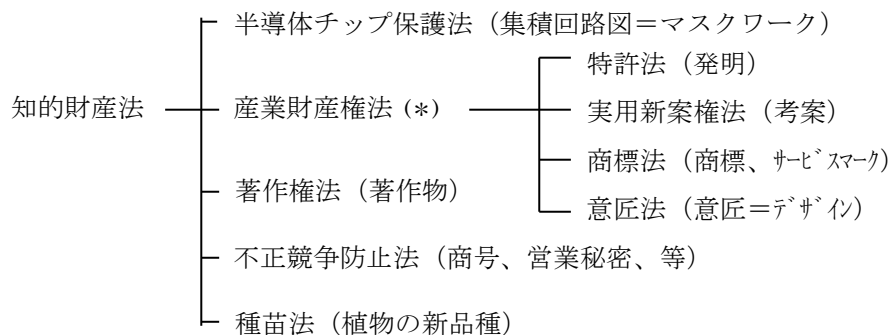 半導体チップ保護法（集積回路図＝マスクワーク）
特許法（発明）
知的財産法
産業財産権法(*)
実用新案権法（考案）
商標法（商標、ｻｰﾋﾞｽﾏｰｸ）
著作権法（著作物）
意匠法（意匠＝ﾃﾞｻﾞｲﾝ）
不正競争防止法（商号、営業秘密、等）
種苗法（植物の新品種）